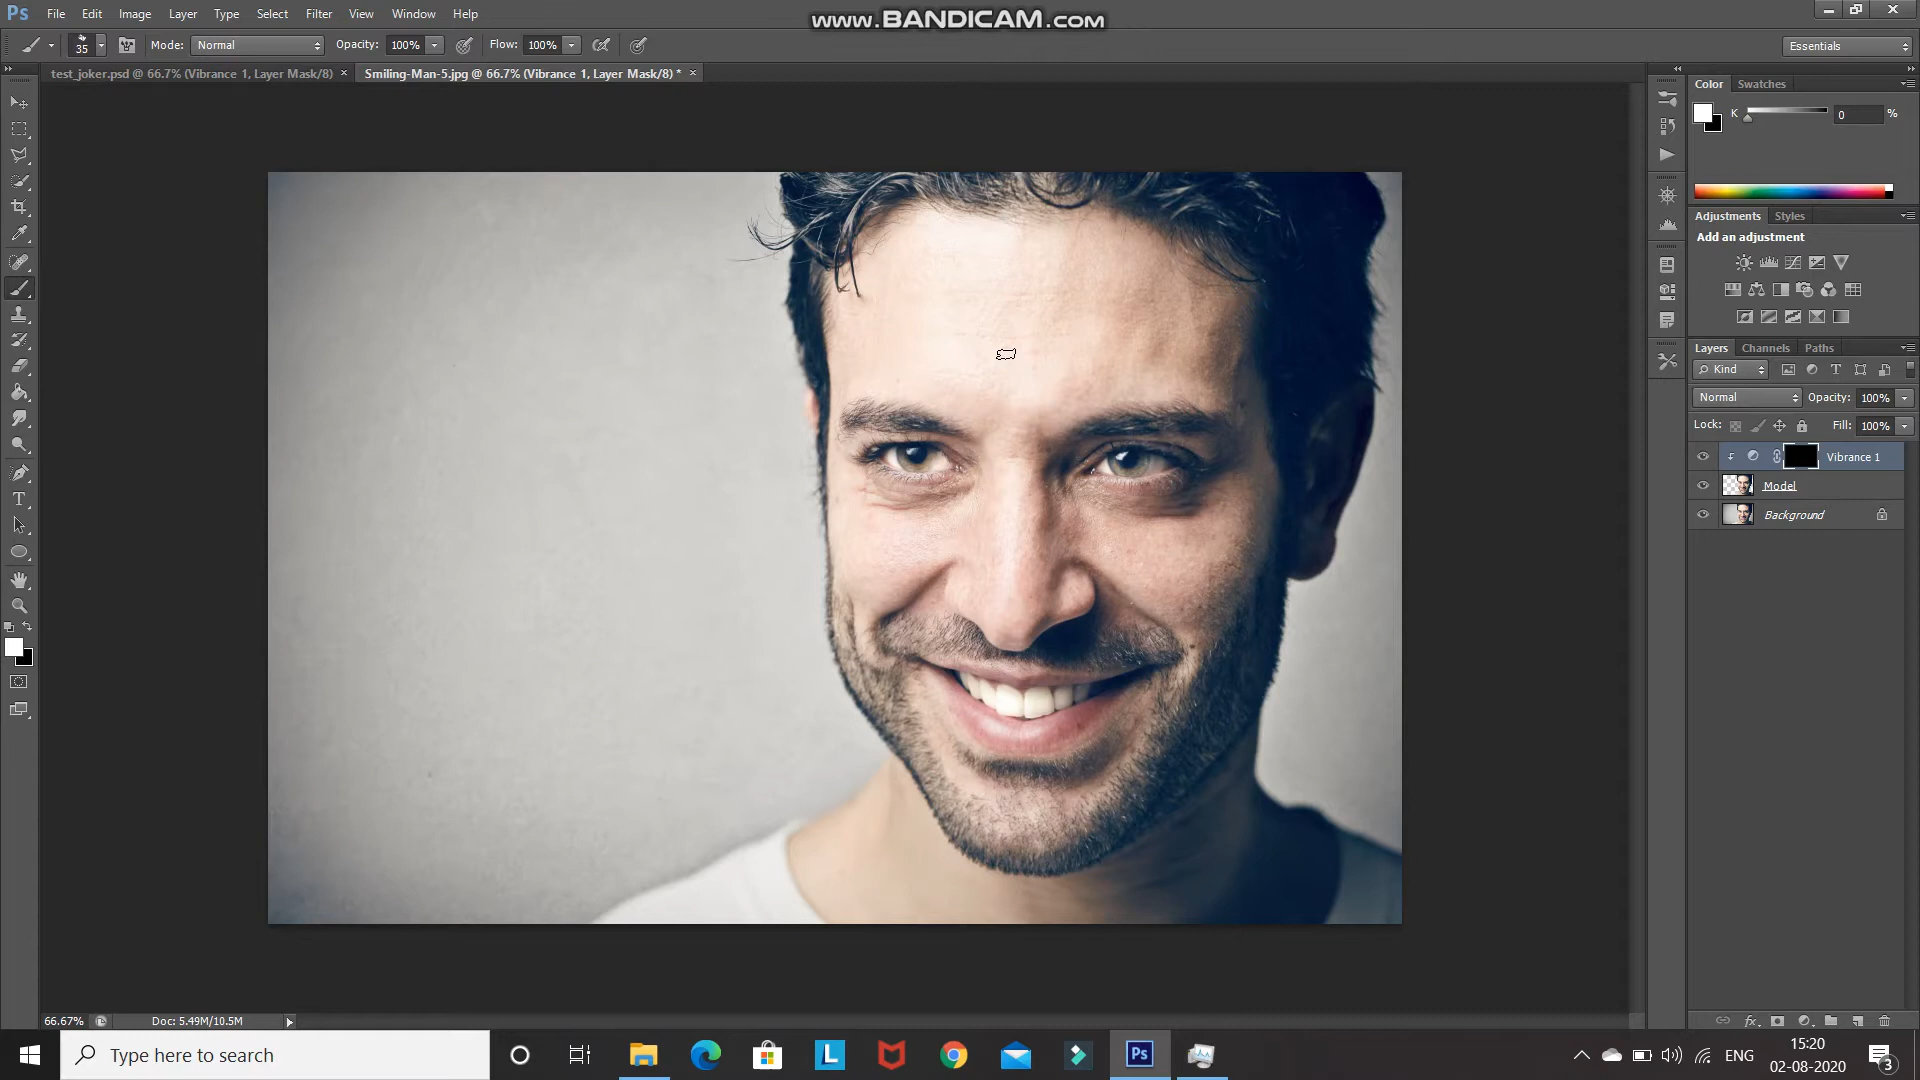 Ps File Edit Image Layer Type Select Filter View Window Help
www.BANDICAM.com
35 Mode: Normal Opacity: 100% Flow: 100% Essentials
test_joker.psd @ 66.7% (Vibrance 1, Layer Mask/8) × Smiling-Man-5.jpg @ 66.7% (Vibrance 1, Layer Mask/8) * ×
Color Swatches
K 0 %
Adjustments Styles
Add an adjustment
Layers Channels Paths
Kind
Normal Opacity: 100%
Lock: Fill: 100%
Vibrance 1
Model
Background
66.67% Doc: 5.49M/10.5M
Type here to search
L
Ps
ENG
15:20
02-08-2020
3